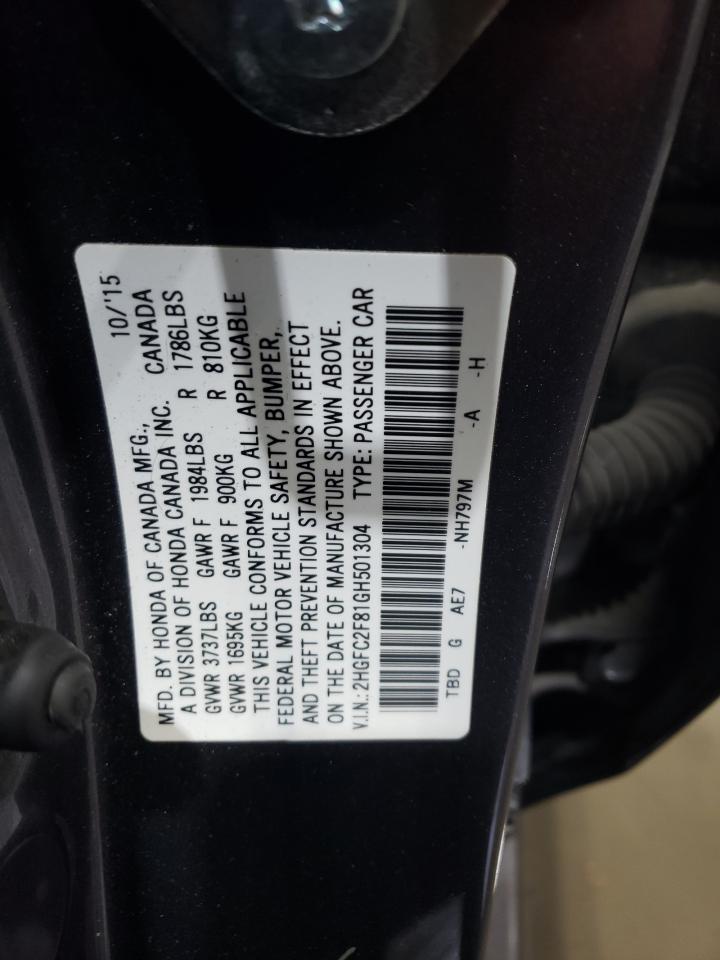 MFD. BY HONDA OF CANADA MFG., 10/'15
A DIVISION OF HONDA CANADA INC. CANADA
GVWR 3737LBS GAWR F 1984LBS R 1786LBS
GVWR 1695KG GAWR F 900KG R 810KG
THIS VEHICLE CONFORMS TO ALL APPLICABLE
FEDERAL MOTOR VEHICLE SAFETY, BUMPER,
AND THEFT PREVENTION STANDARDS IN EFFECT
ON THE DATE OF MANUFACTURE SHOWN ABOVE.
V.I.N.: 2HGFC2F81GH501304 TYPE: PASSENGER CAR
TBD G AE7 -NH797M -A -H